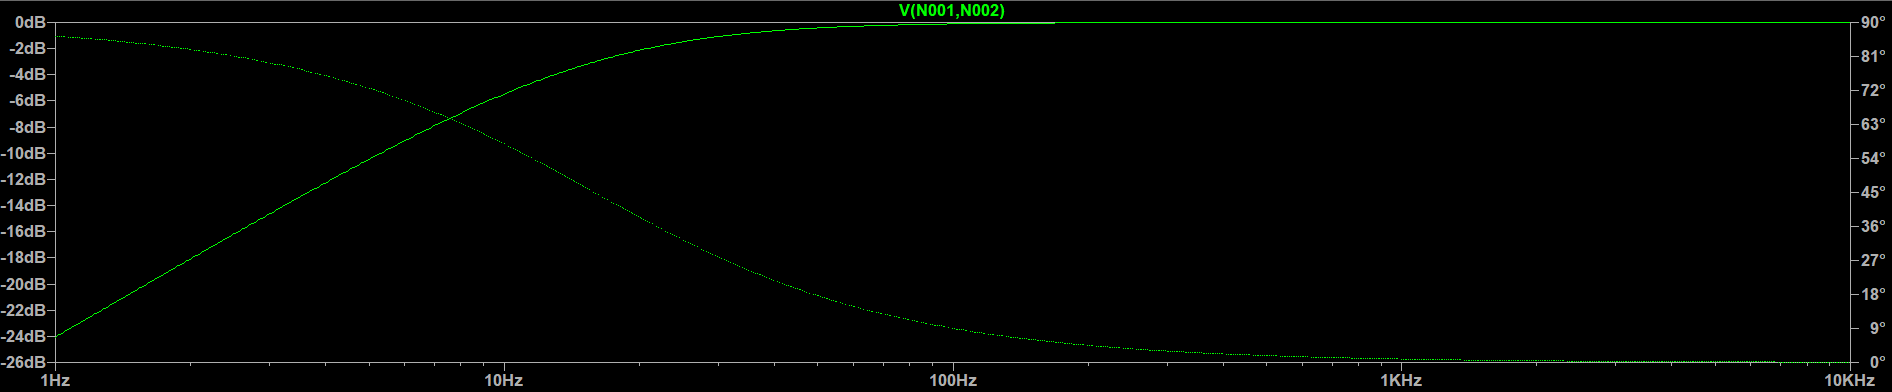 V(N001,N002)
0dB
-2dB
-4dB
-6dB
-8dB
-10dB
-12dB
-14dB
-16dB
-18dB
-20dB
-22dB
-24dB
-26dB
90°
81°
72°
63°
54°
45°
36°
27°
18°
9°
0°
1Hz 10Hz 100Hz 1KHz 10KHz